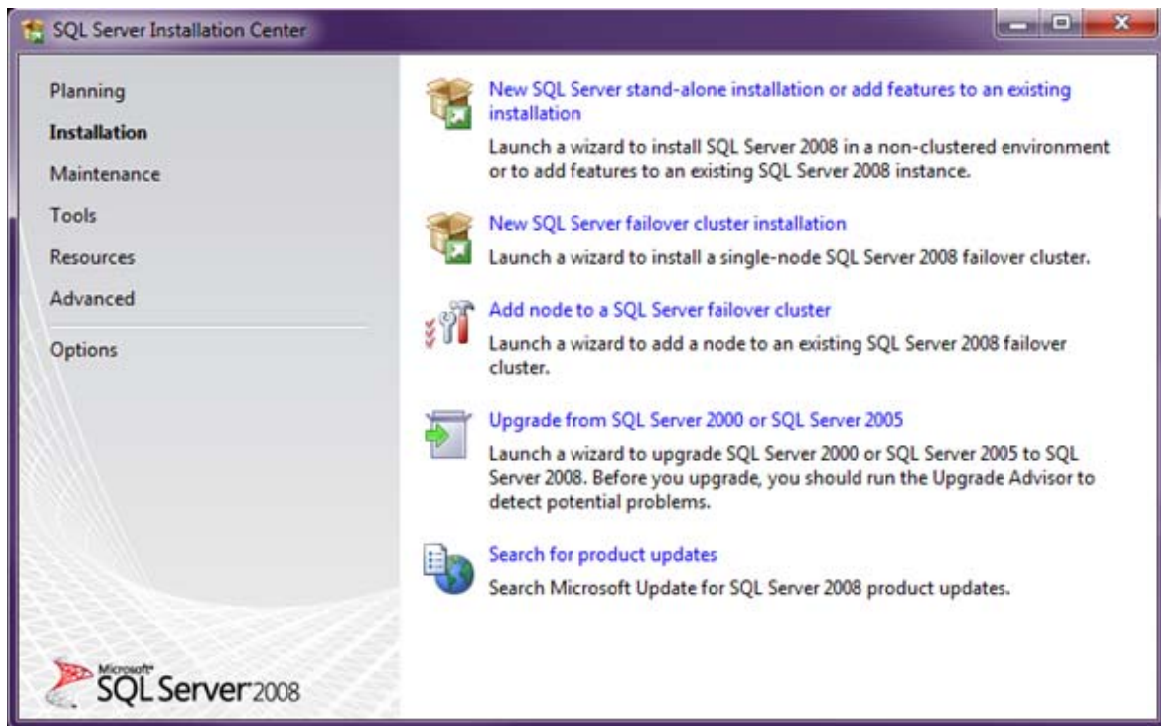 SQL Server Installation Center
Planning
Installation
Maintenance
Tools
Resources
Advanced
Options
New SQL Server stand-alone installation or add features to an existing
installation
Launch a wizard to install SQL Server 2008 in a non-clustered environment
or to add features to an existing SQL Server 2008 instance.
New SQL Server failover cluster installation
Launch a wizard to install a single-node SQL Server 2008 failover cluster.
Add node to a SQL Server failover cluster
Launch a wizard to add a node to an existing SQL Server 2008 failover
cluster.
Upgrade from SQL Server 2000 or SQL Server 2005
Launch a wizard to upgrade SQL Server 2000 or SQL Server 2005 to SQL
Server 2008. Before you upgrade, you should run the Upgrade Advisor to
detect potential problems.
Search for product updates
Search Microsoft Update for SQL Server 2008 product updates.
Microsoft
SQL Server 2008